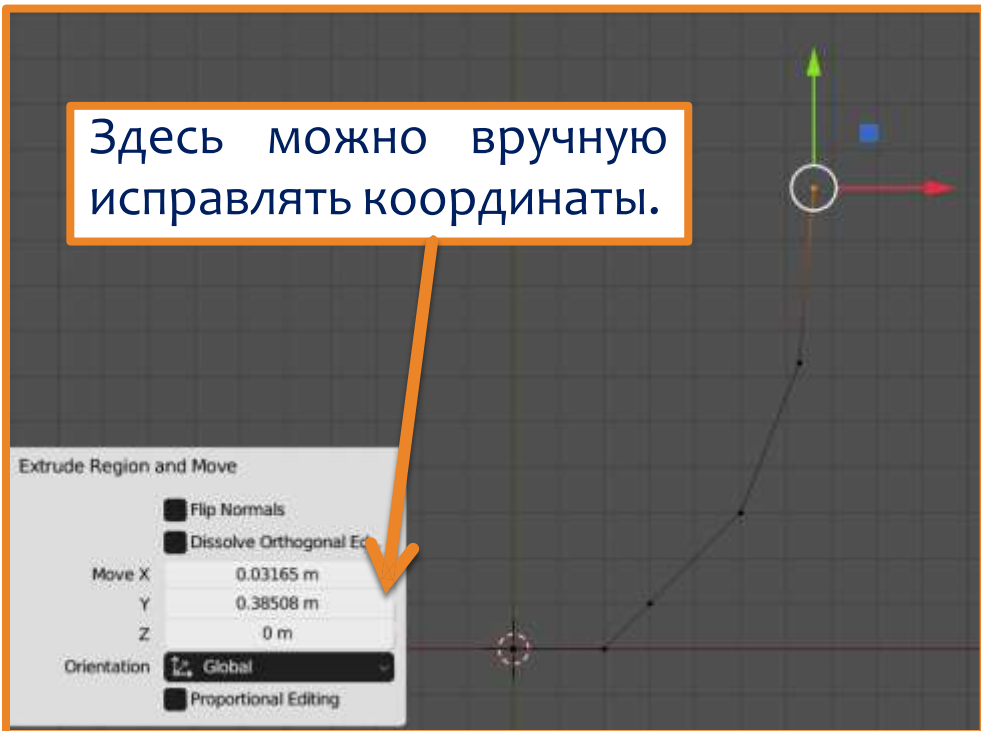 Здесь можно вручную
исправлять координаты.
Extrude Region and Move
Flip Normals
Dissolve Orthogonal Ed
Move X 0.03165 m
Y 0.38508 m
Z 0 m
Orientation Global
Proportional Editing